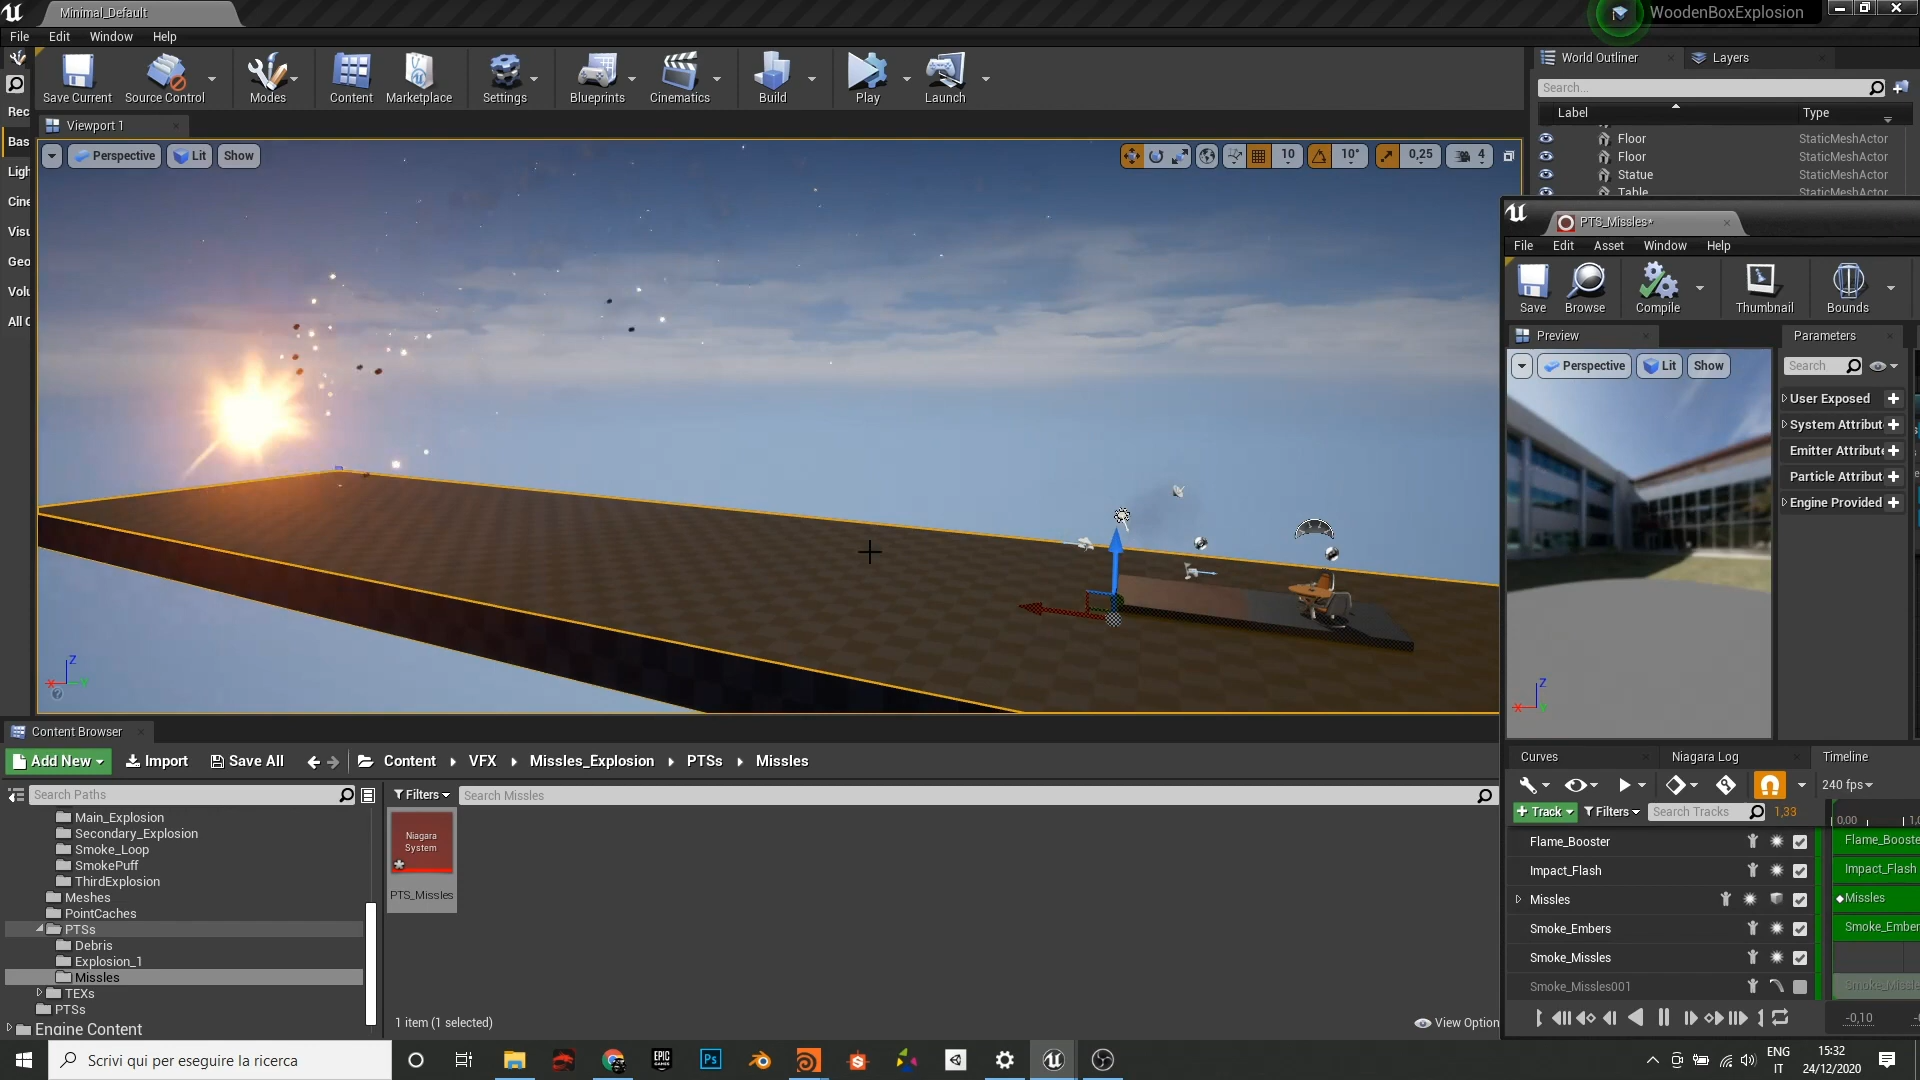 Minimal_Default
WoodenBoxExplosion
File Edit Window Help
Save Current
Source Control
Modes
Content
Marketplace
Settings
Blueprints
Cinematics
Build
Play
Launch
World Outliner
Layers
Search...
Label
Type
Rec
Bas
Ligh
Cine
Visu
Geo
Volu
All C
Viewport 1
Perspective
Lit
Show
10
10°
0,25
4
Floor StaticMeshActor
Floor StaticMeshActor
Statue StaticMeshActor
Table StaticMeshActor
PTS_Missles*
File Edit Asset Window Help
Save
Browse
Compile
Thumbnail
Bounds
Preview
Parameters
Perspective
Lit
Show
Search
User Exposed
System Attribut
Emitter Attribute
Particle Attribut
Engine Provided
Z
X
Z
X
Content Browser
Add New
Import
Save All
Content
VFX
Missles_Explosion
PTSs
Missles
Search Paths
Filters
Search Missles
Main_Explosion
Secondary_Explosion
Smoke_Loop
SmokePuff
ThirdExplosion
Meshes
PointCaches
PTSs
Debris
Explosion_1
Missles
TEXs
PTSs
Engine Content
Niagara
System
PTS_Missles
1 item (1 selected)
View Option
Curves
Niagara Log
Timeline
240 fps
Track
Filters
Search Tracks
1,33
0,00
1,0
Flame_Booster
Flame_Booste
Impact_Flash
Impact_Flash
Missles
Missles
Smoke_Embers
Smoke_Ember
Smoke_Missles
Smoke_Missles001
Smoke_Missle
-0,10
Scrivi qui per eseguire la ricerca
EPIC
GAMES
Ps
ENG
IT
15:32
24/12/2020